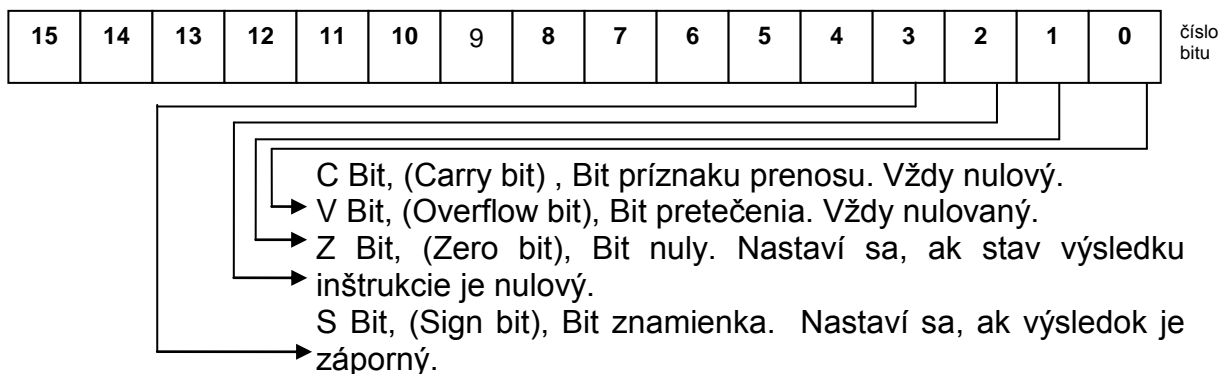 15 14 13 12 11 10 9 8 7 6 5 4 3 2 1 0
číslo
bitu
C Bit, (Carry bit) , Bit príznaku prenosu. Vždy nulový.
V Bit, (Overflow bit), Bit pretečenia. Vždy nulovaný.
Z Bit, (Zero bit), Bit nuly. Nastaví sa, ak stav výsledku
inštrukcie je nulový.
S Bit, (Sign bit), Bit znamienka. Nastaví sa, ak výsledok je
záporný.